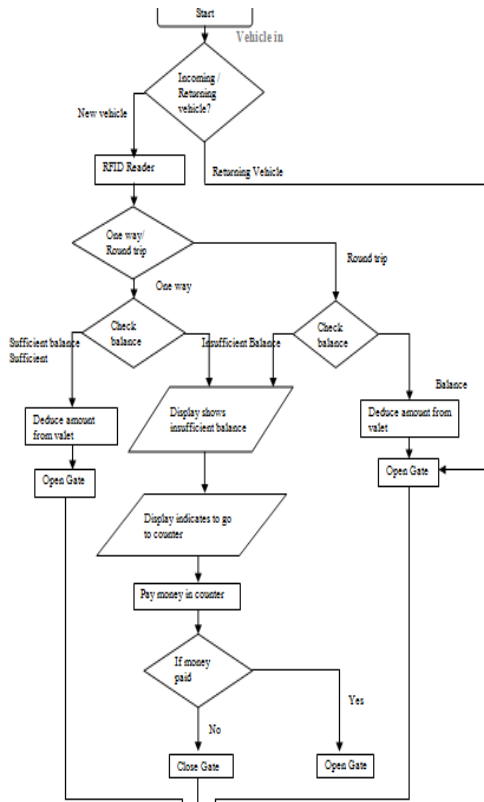 Start
Vehicle in
Incoming /
Returning
vehicle?
New vehicle
RFID Reader
Returning Vehicle
One way/
Round trip
Round trip
One way
Check
balance
Sufficient balance
Sufficient
Insufficient Balance
Check
balance
Display shows
insufficient balance
Balance
Deduce amount
from valet
Deduce amount from
valet
Open Gate
Open Gate
Display indicates to go
to counter
Pay money in counter
If money
paid
Yes
No
Close Gate
Open Gate